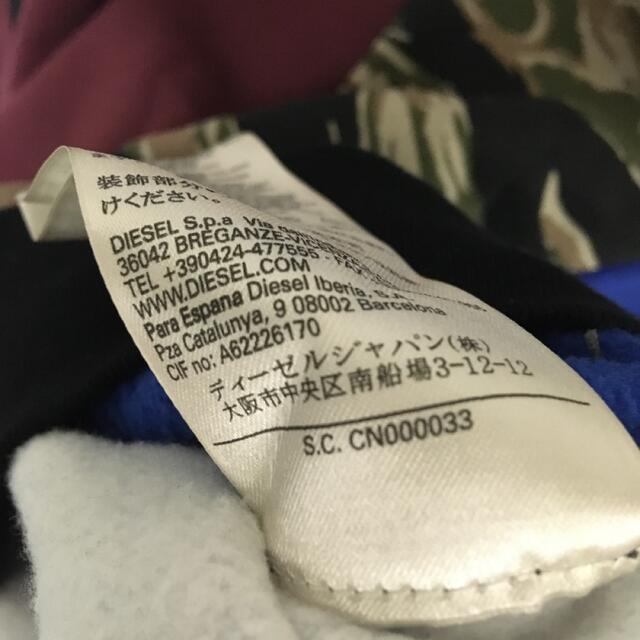 装飾部分
けください。
DIESEL S.p.a
36042 BREGANZE-VICENZA
TEL +390424-477555
WWW.DIESEL.COM
Para Espana Diesel Iberia, S.A.
Pza Catalunya, 9 08002 Barcelona
CIF no: A62226170
ディーゼルジャパン(株)
大阪市中央区南船場3-12-12
S.C. CN000033